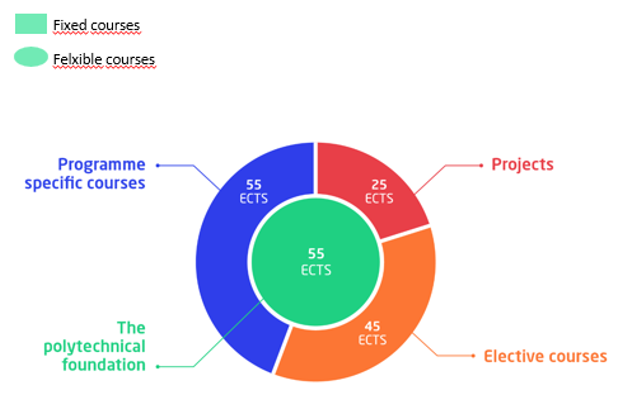 Fixed courses
Felxible courses
Programme
specific courses
55
ECTS
25
ECTS
Projects
55
ECTS
The
polytechnical
foundation
45
ECTS
Elective courses